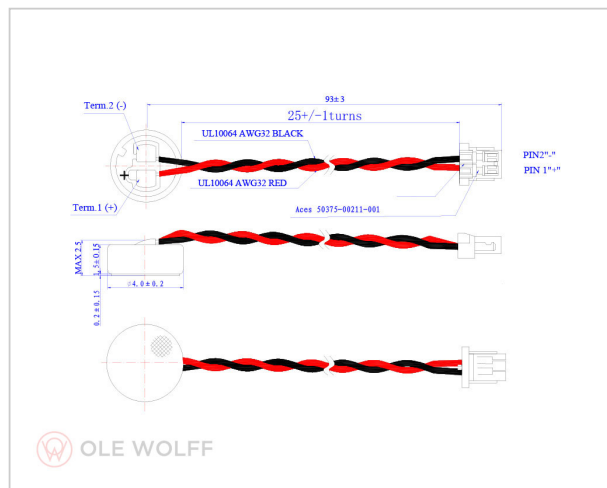 93±3
Term.2 (-)
25+/-1turns
UL10064 AWG32 BLACK
PIN2"-"
PIN 1"+"
+
UL10064 AWG32 RED
Term.1 (+)
Aces 50375-00211-001
MAX 2.5
1.5±0.15
ø4.0±0.2
0.2±0.15
OLE WOLFF